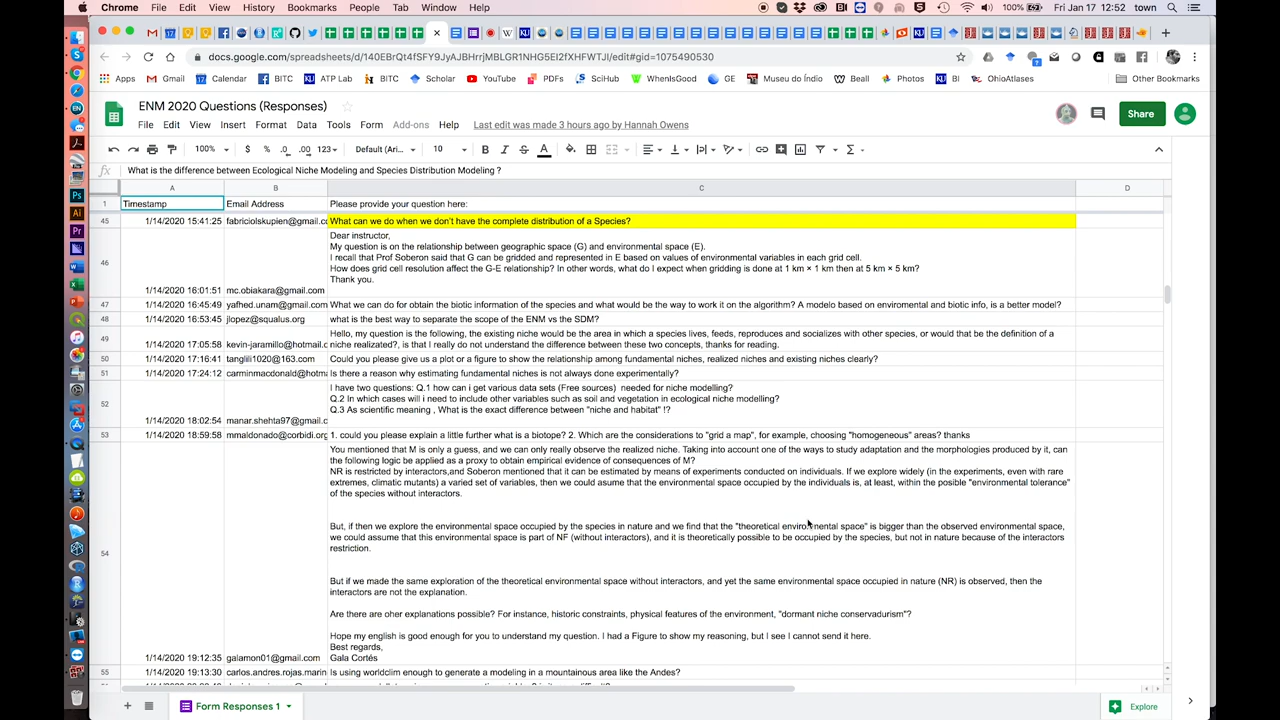 Chrome File Edit View History Bookmarks People Tab Window Help 100% Fri Jan 17 12:52 town
docs.google.com/spreadsheets/d/140EBrQt4fSFY9JyAJBHrrjMBLGR1NHG5EI2fXHFWTJI/edit#gid=1075490530
Apps Gmail Calendar BITC ATP Lab BITC Scholar YouTube PDFs SciHub WhenIsGood GE Museu do Índio Beall Photos BI OhioAtlases Other Bookmarks
ENM 2020 Questions (Responses)
File Edit View Insert Format Data Tools Form Add-ons Help Last edit was made 3 hours ago by Hannah Owens Share
100% $ % .0 .00 123 Default (Ari... 10 B I S A
fx What is the difference between Ecological Niche Modeling and Species Distribution Modeling ?
A B C D
1 Timestamp Email Address Please provide your question here:
45 1/14/2020 15:41:25 fabriciolskupien@gmail.cc What can we do when we don't have the complete distribution of a Species?
Dear instructor,
My question is on the relationship between geographic space (G) and environmental space (E).
I recall that Prof Soberon said that G can be gridded and represented in E based on values of environmental variables in each grid cell.
How does grid cell resolution affect the G-E relationship? In other words, what do I expect when gridding is done at 1 km × 1 km then at 5 km × 5 km?
Thank you.
46 1/14/2020 16:01:51 mc.obiakara@gmail.com
47 1/14/2020 16:45:49 yafhed.unam@gmail.com What we can do for obtain the biotic information of the species and what would be the way to work it on the algorithm? A modelo based on enviromental and biotic info, is a better model?
48 1/14/2020 16:53:45 jlopez@squalus.org what is the best way to separate the scope of the ENM vs the SDM?
Hello, my question is the following, the existing niche would be the area in which a species lives, feeds, reproduces and socializes with other species, or would that be the definition of a
49 1/14/2020 17:05:58 kevin-jaramillo@hotmail.c niche realizated?, is that I really do not understand the difference between these two concepts, thanks for reading.
50 1/14/2020 17:16:41 tanglili1020@163.com Could you please give us a plot or a figure to show the relationship among fundamental niches, realized niches and existing niches clearly?
51 1/14/2020 17:24:12 carminmacdonald@hotma Is there a reason why estimating fundamental niches is not always done experimentally?
I have two questions: Q.1 how can i get various data sets (Free sources) needed for niche modelling?
Q.2 In which cases will i need to include other variables such as soil and vegetation in ecological niche modelling?
Q.3 As scientific meaning , What is the exact difference between "niche and habitat" !?
52 1/14/2020 18:02:54 manar.shehta97@gmail.c
53 1/14/2020 18:59:58 mmaldonado@corbidi.org 1. could you please explain a little further what is a biotope? 2. Which are the considerations to "grid a map", for example, choosing "homogeneous" areas? thanks
You mentioned that M is only a guess, and we can only really observe the realized niche. Taking into account one of the ways to study adaptation and the morphologies produced by it, can
the following logic be applied as a proxy to obtain empirical evidence of consequences of M?
NR is restricted by interactors,and Soberon mentioned that it can be estimated by means of experiments conducted on individuals. If we explore widely (in the experiments, even with rare
extremes, climatic mutants) a varied set of variables, then we could asume that the environmental space occupied by the individuals is, at least, within the posible "environmental tolerance"
of the species without interactors.
But, if then we explore the environmental space occupied by the species in nature and we find that the "theoretical environmental space" is bigger than the observed environmental space,
we could assume that this environmental space is part of NF (without interactors), and it is theoretically possible to be occupied by the species, but not in nature because of the interactors
restriction.
54
But if we made the same exploration of the theoretical environmental space without interactors, and yet the same environmental space occupied in nature (NR) is observed, then the
interactors are not the explanation.
Are there are oher explanations possible? For instance, historic constraints, physical features of the environment, "dormant niche conservadurism"?
Hope my english is good enough for you to understand my question. I had a Figure to show my reasoning, but I see I cannot send it here.
Best regards,
1/14/2020 19:12:35 galamon01@gmail.com Gala Cortés
55 1/14/2020 19:13:30 carlos.andres.rojas.marin Is using worldclim enough to generate a modeling in a mountainous area like the Andes?
Form Responses 1 Explore